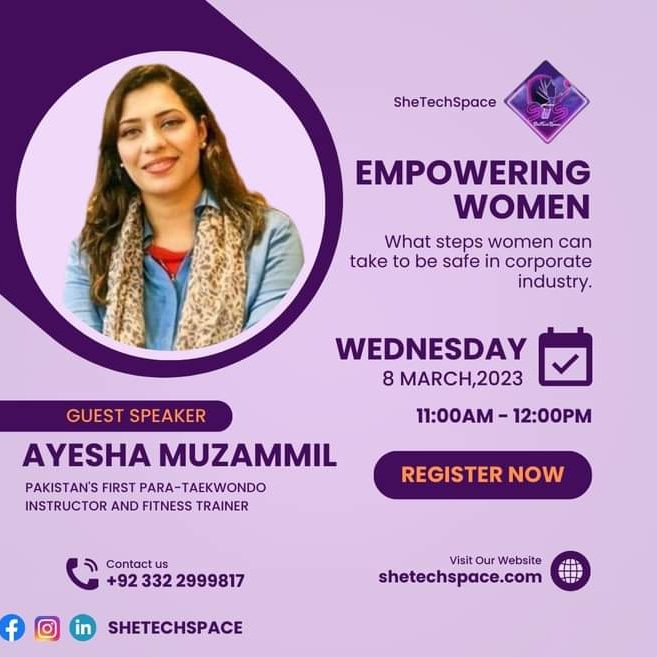 SheTechSpace
EMPOWERING
WOMEN
What steps women can
take to be safe in corporate
industry.
WEDNESDAY
8 MARCH,2023
11:00AM - 12:00PM
REGISTER NOW
GUEST SPEAKER
AYESHA MUZAMMIL
PAKISTAN'S FIRST PARA-TAEKWONDO
INSTRUCTOR AND FITNESS TRAINER
Contact us
+92 332 2999817
Visit Our Website
shetechspace.com
SHETECHSPACE